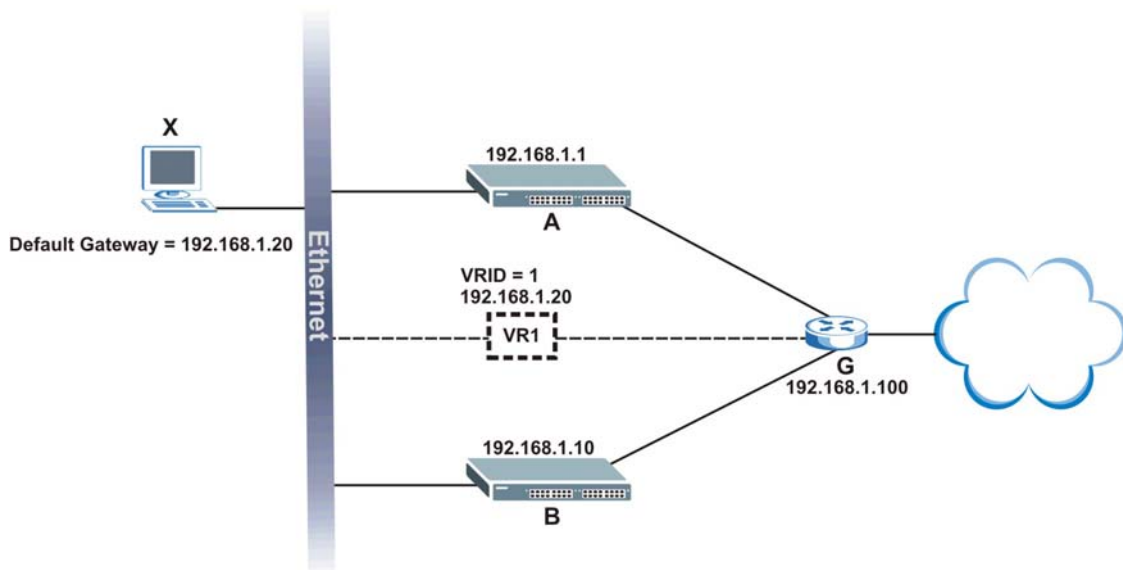 X
Default Gateway = 192.168.1.20
Ethernet
192.168.1.1
A
VRID = 1
192.168.1.20
VR1
G
192.168.1.100
192.168.1.10
B